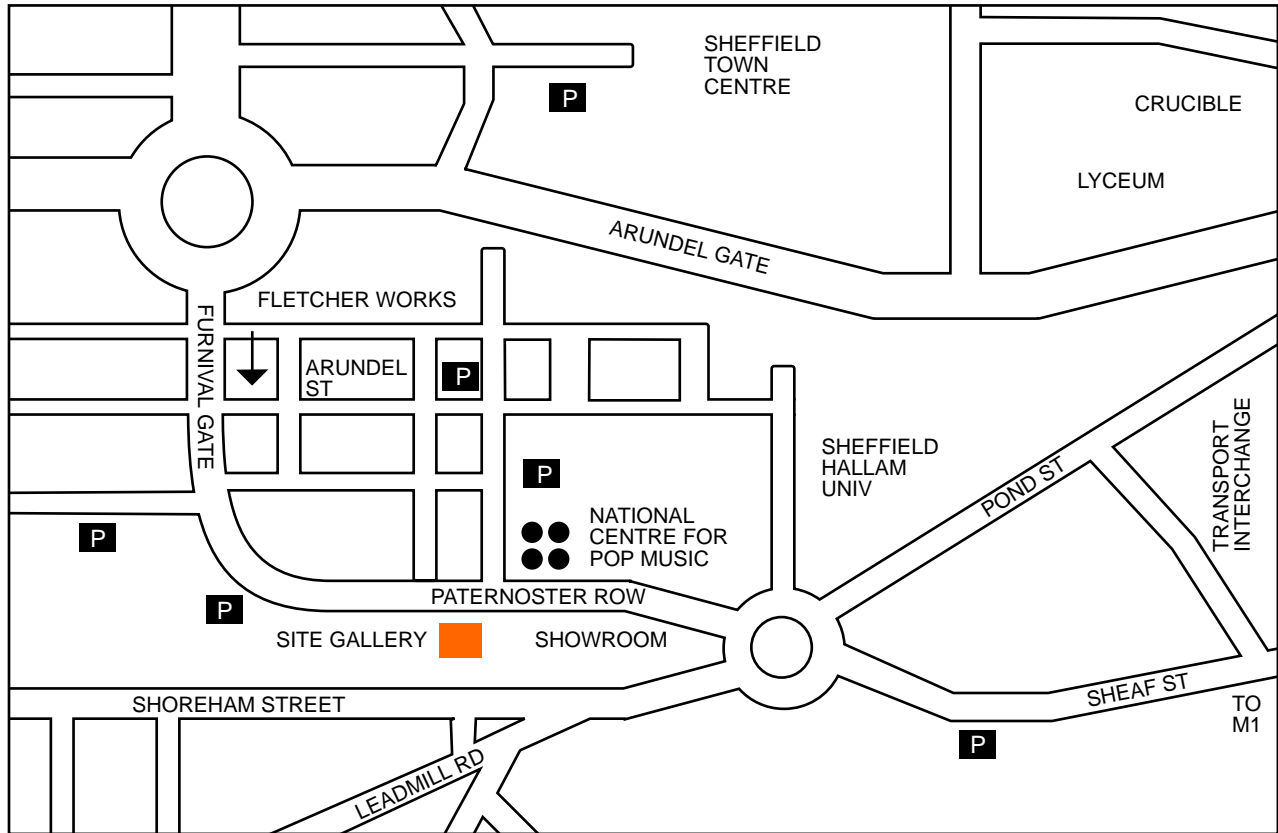 SHEFFIELD
TOWN
CENTRE
P
CRUCIBLE
LYCEUM
ARUNDEL GATE
FLETCHER WORKS
FURNIVAL GATE
ARUNDEL
ST
P
SHEFFIELD
HALLAM
UNIV
TRANSPORT
INTERCHANGE
POND ST
P
NATIONAL
CENTRE FOR
POP MUSIC
P
P
PATERNOSTER ROW
SITE GALLERY
SHOWROOM
SHOREHAM STREET
SHEAF ST
TO
M1
P
LEADMILL RD